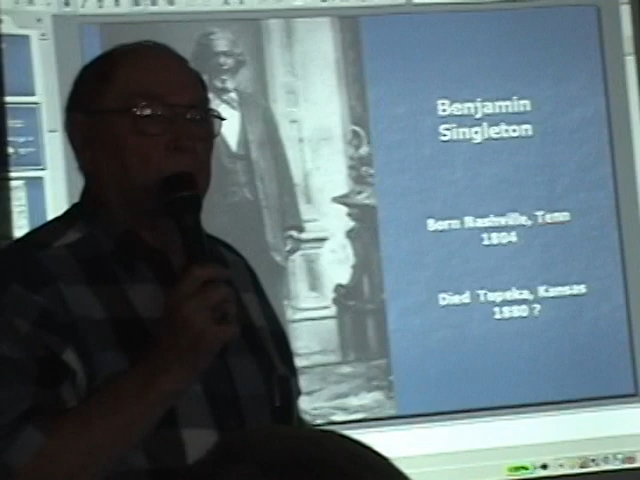 Benjamin
Singleton
Born Nashville, Tenn
1804
Died Topeka, Kansas
1880 ?